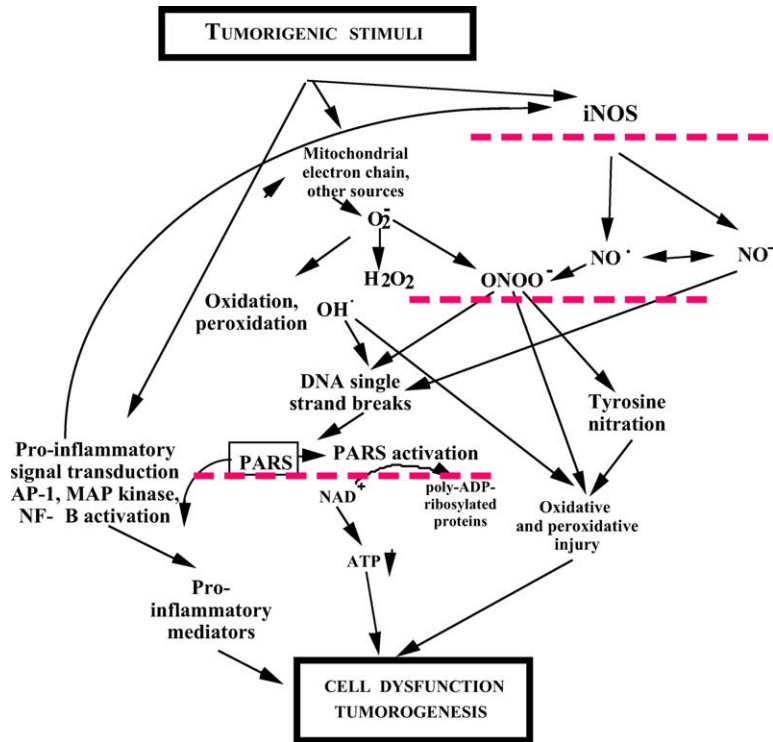 TUMORIGENIC STIMULI
iNOS
Mitochondrial
electron chain,
other sources
O2-
H2O2
ONOO-
NO·
NO-
Oxidation,
peroxidation
OH·
DNA single
strand breaks
Tyrosine
nitration
Pro-inflammatory
signal transduction
AP-1, MAP kinase,
NF- B activation
PARS
PARS activation
NAD+
poly-ADP-
ribosylated
proteins
Oxidative
and peroxidative
injury
ATP
Pro-
inflammatory
mediators
CELL DYSFUNCTION
TUMOROGENESIS